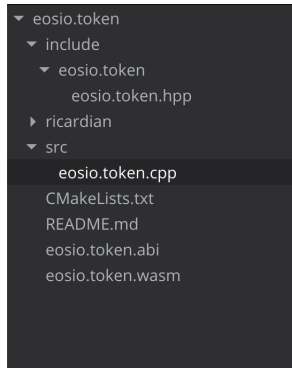 eosio.token
include
eosio.token
eosio.token.hpp
ricardian
src
eosio.token.cpp
CMakeLists.txt
README.md
eosio.token.abi
eosio.token.wasm